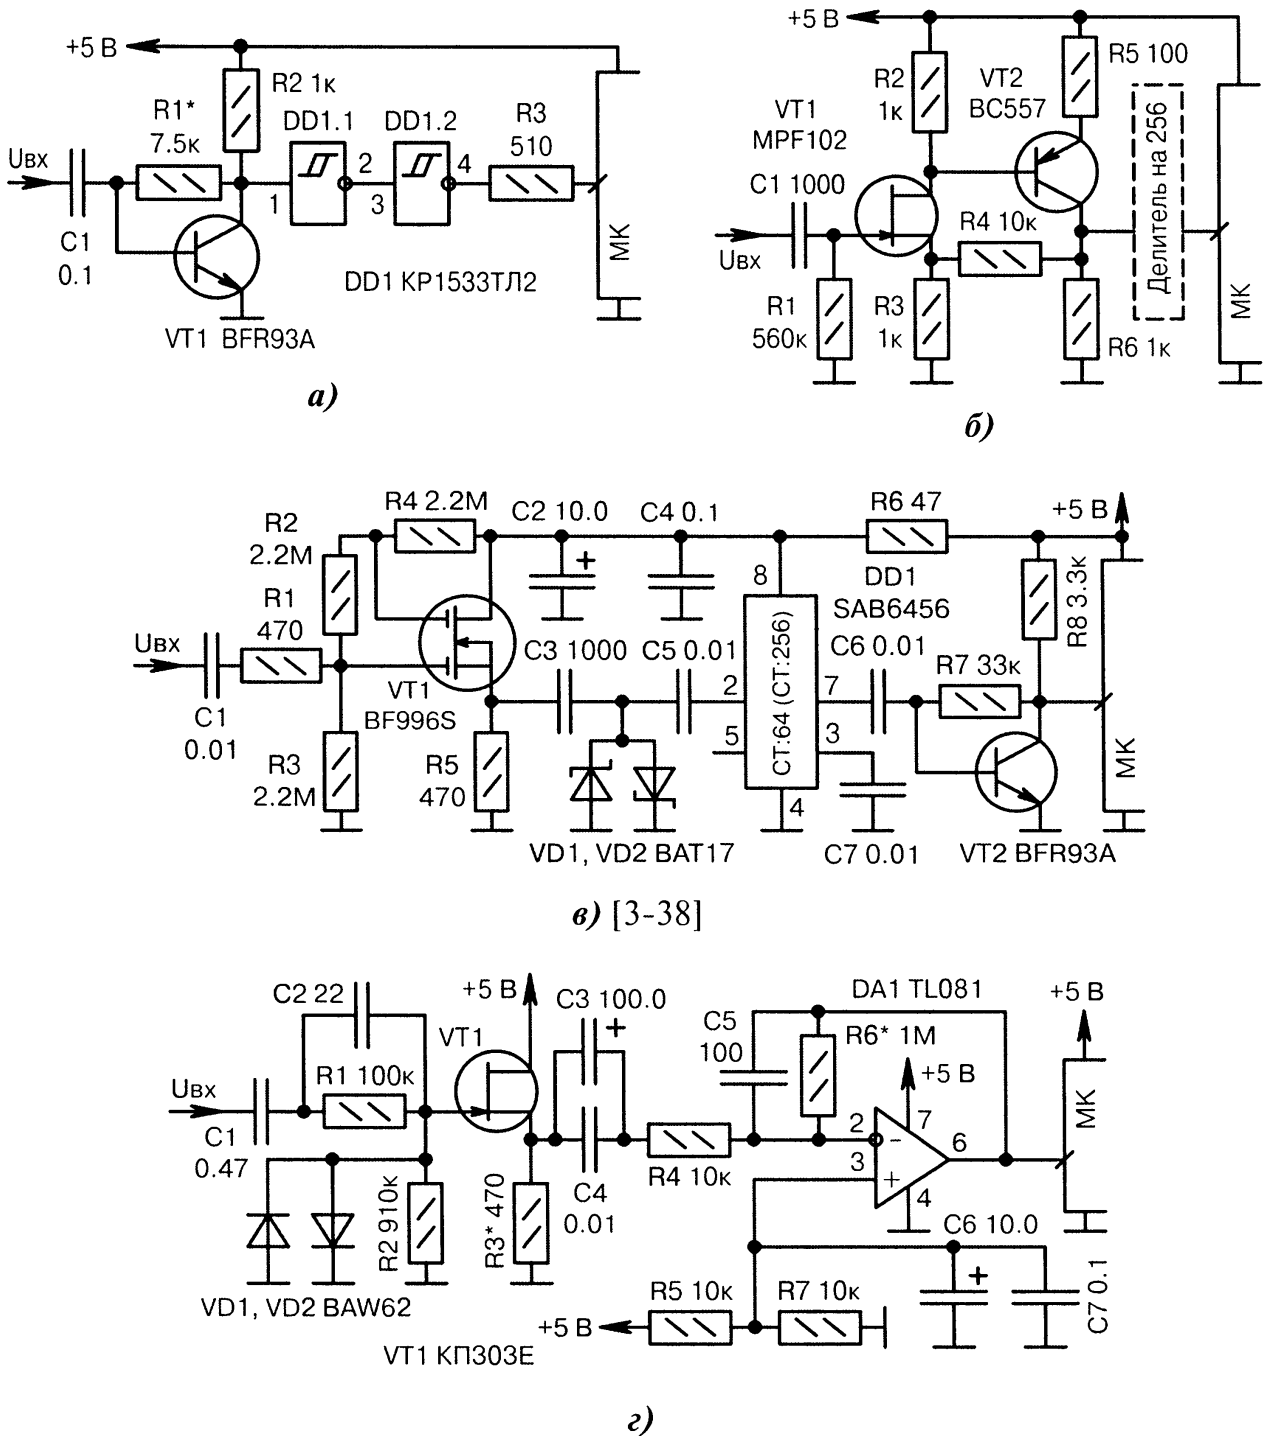 +5 В
R2 1к
R1*
7.5к
DD1.1
DD1.2
R3
510
Uвх
C1
0.1
1
2
3
4
МК
DD1 КР1533ТЛ2
VT1 BFR93A
а)
+5 В
R2
1к
VT2
BC557
R5 100
VT1
MPF102
C1 1000
Uвх
R4 10к
R1
560к
R3
1к
R6 1к
Делитель на 256
МК
б)
R4 2.2М
C2 10.0
+
C4 0.1
R6 47
+5 В
R2
2.2М
R1
470
Uвх
C1
0.01
VT1
BF996S
R3
2.2М
R5
470
C3 1000
C5 0.01
8
2
5
7
3
4
СТ:64 (СТ:256)
DD1
SAB6456
C6 0.01
R7 33к
R8 3.3к
МК
VD1, VD2 BAT17
C7 0.01
VT2 BFR93A
в) [3-38]
C2 22
+5 В
C3 100.0
+
DA1 TL081
+5 В
VT1
C5
100
R6* 1М
+5 В
Uвх
R1 100к
C1
0.47
R2 910к
R3* 470
C4
0.01
R4 10к
2
3
-
+
7
6
4
МК
C6 10.0
+
C7 0.1
VD1, VD2 BAW62
R5 10к
R7 10к
+5 В
VT1 КП303Е
г)